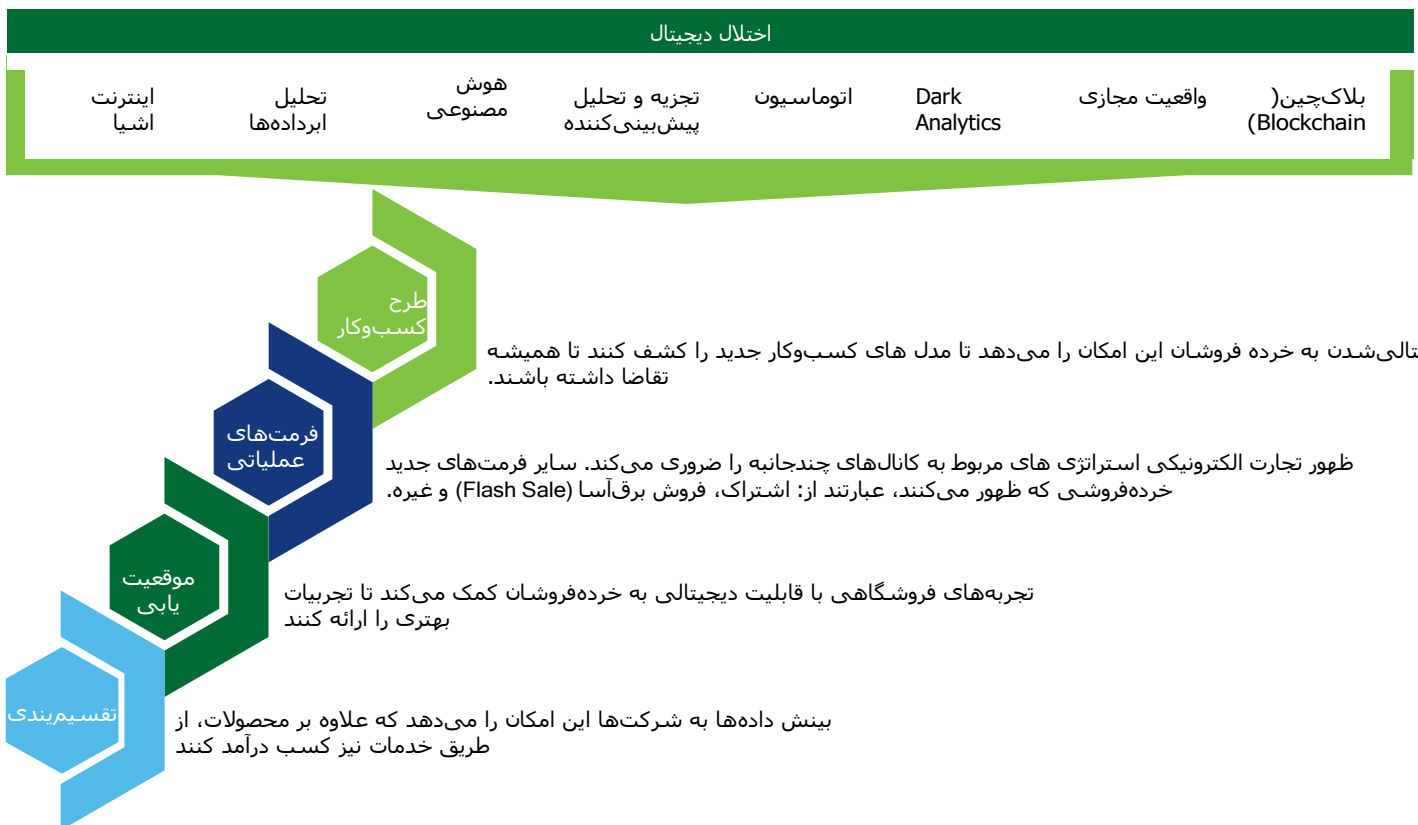 اختلال دیجیتال
بلاک‌چین(
Blockchain)
واقعیت مجازی
Dark
Analytics
اتوماسیون
تجزیه و تحلیل
پیش‌بینی‌کننده
هوش
مصنوعی
تحلیل
ابرداده‌ها
اینترنت
اشیا
طرح
کسب‌وکار
تالی‌شدن به خرده فروشان این امکان را می‌دهد تا مدل های کسب‌وکار جدید را کشف کنند تا همیشه
تقاضا داشته باشند.
فرمت‌های
عملیاتی
ظهور تجارت الکترونیکی استراتژی های مربوط به کانال‌های چندجانبه را ضروری می‌کند. سایر فرمت‌های جدید
خرده‌فروشی که ظهور می‌کنند، عبارتند از: اشتراک، فروش برق‌آسا (Flash Sale) و غیره.
موقعیت
یابی
تجربه‌های فروشگاهی با قابلیت دیجیتالی به خرده‌فروشان کمک می‌کند تا تجربیات
بهتری را ارائه کنند
تقسیم‌بندی
بینش داده‌ها به شرکت‌ها این امکان را می‌دهد که علاوه بر محصولات، از
طریق خدمات نیز کسب درآمد کنند